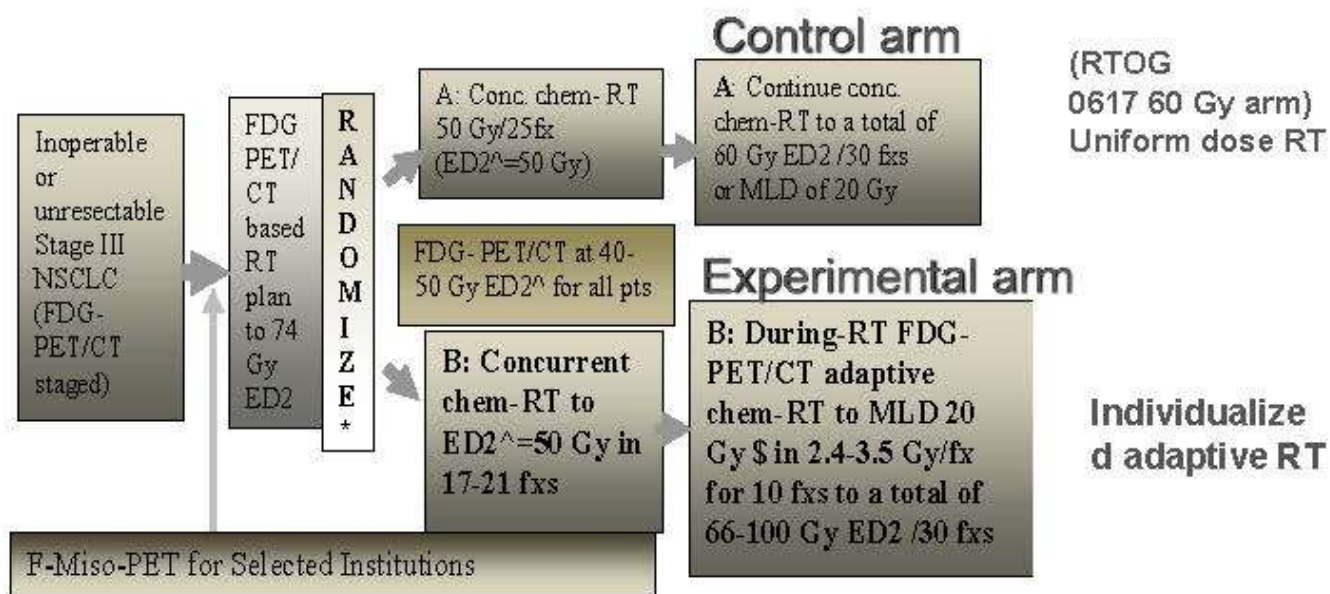 Inoperable
or
unresectable
Stage III
NSCLC
(FDG-
PET/CT
staged)
FDG
PET/
CT
based
RT
plan
to 74
Gy
ED2
R
A
N
D
O
M
I
Z
E
*
A: Conc. chem- RT
50 Gy/25fx
(ED2^=50 Gy)
Control arm
A: Continue conc.
chem-RT to a total of
60 Gy ED2 /30 fxs
or MLD of 20 Gy
(RTOG
0617 60 Gy arm)
Uniform dose RT
FDG- PET/CT at 40-
50 Gy ED2^ for all pts
B: Concurrent
chem-RT to
ED2^=50 Gy in
17-21 fxs
Experimental arm
B: During-RT FDG-
PET/CT adaptive
chem-RT to MLD 20
Gy $ in 2.4-3.5 Gy/fx
for 10 fxs to a total of
66-100 Gy ED2 /30 fxs
Individualize
d adaptive RT
F-Miso-PET for Selected Institutions